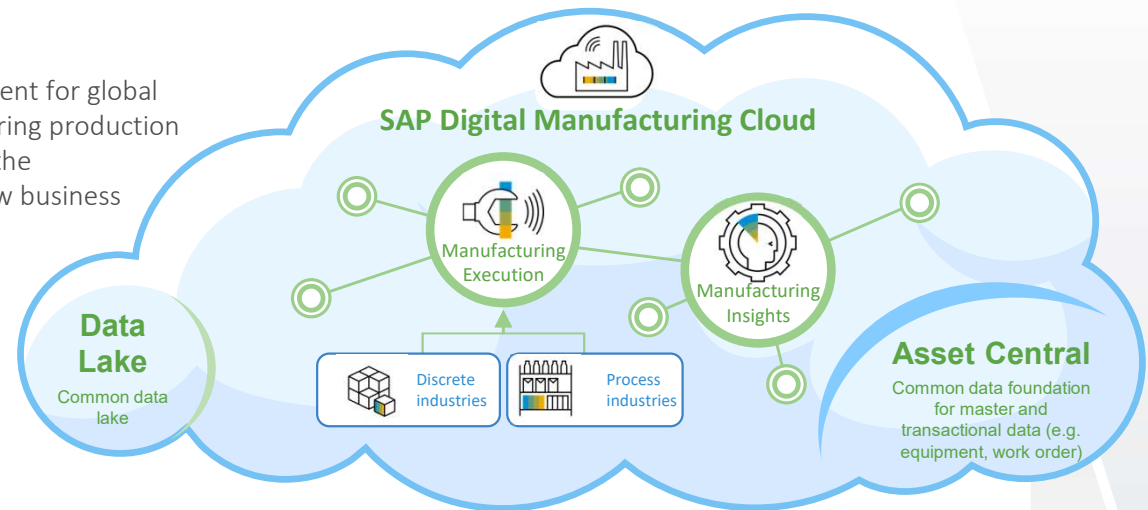 ent for global
ring production
the
w business
SAP Digital Manufacturing Cloud
Manufacturing
Execution
Manufacturing
Insights
Data
Lake
Common data
lake
Discrete
industries
Process
industries
Asset Central
Common data foundation
for master and
transactional data (e.g.
equipment, work order)